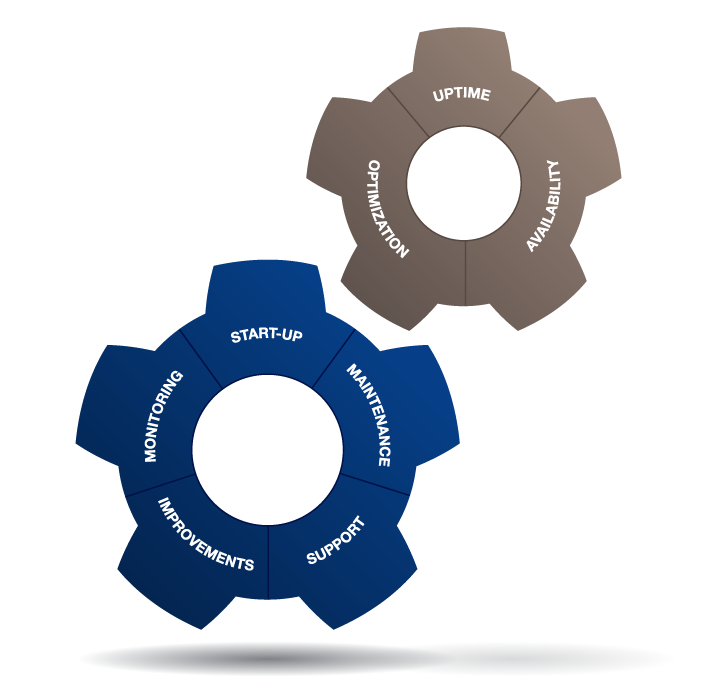 UPTIME
OPTIMIZATION
AVAILABILITY
START-UP
MONITORING
MAINTENANCE
IMPROVEMENTS
SUPPORT